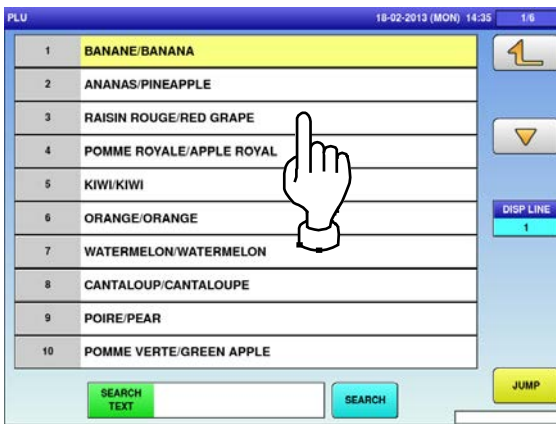 PLU 18-02-2013 (MON) 14:35 1/6
1 BANANE/BANANA
2 ANANAS/PINEAPPLE
3 RAISIN ROUGE/RED GRAPE
4 POMME ROYALE/APPLE ROYAL
5 KIWI/KIWI
6 ORANGE/ORANGE
DISP LINE
1
7 WATERMELON/WATERMELON
8 CANTALOUP/CANTALOUPE
9 POIRE/PEAR
10 POMME VERTE/GREEN APPLE
SEARCH
TEXT
SEARCH
JUMP